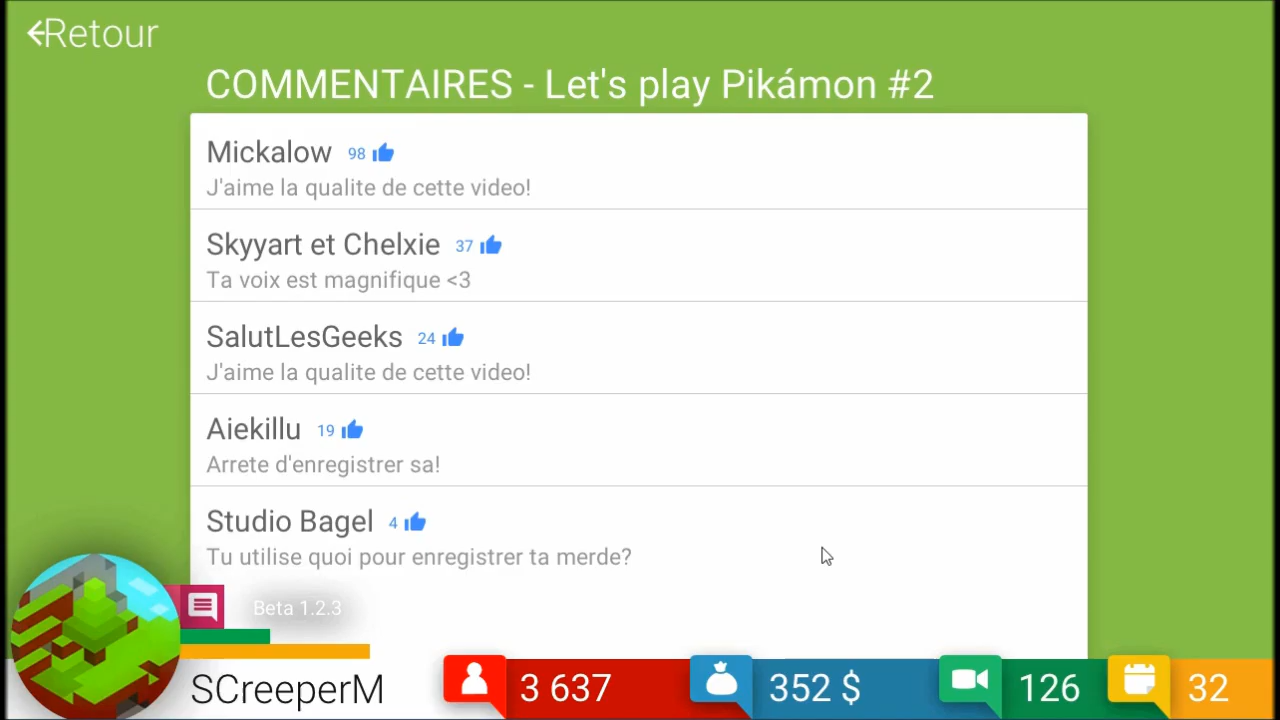 Retour
COMMENTAIRES - Let's play Pikámon #2
Mickalow 98
J'aime la qualite de cette video!
Skyyart et Chelxie 37
Ta voix est magnifique <3
SalutLesGeeks 24
J'aime la qualite de cette video!
Aiekillu 19
Arrete d'enregistrer sa!
Studio Bagel 4
Tu utilise quoi pour enregistrer ta merde?
Beta 1.2.3
SCreeperM 3 637 352 $ 126 32